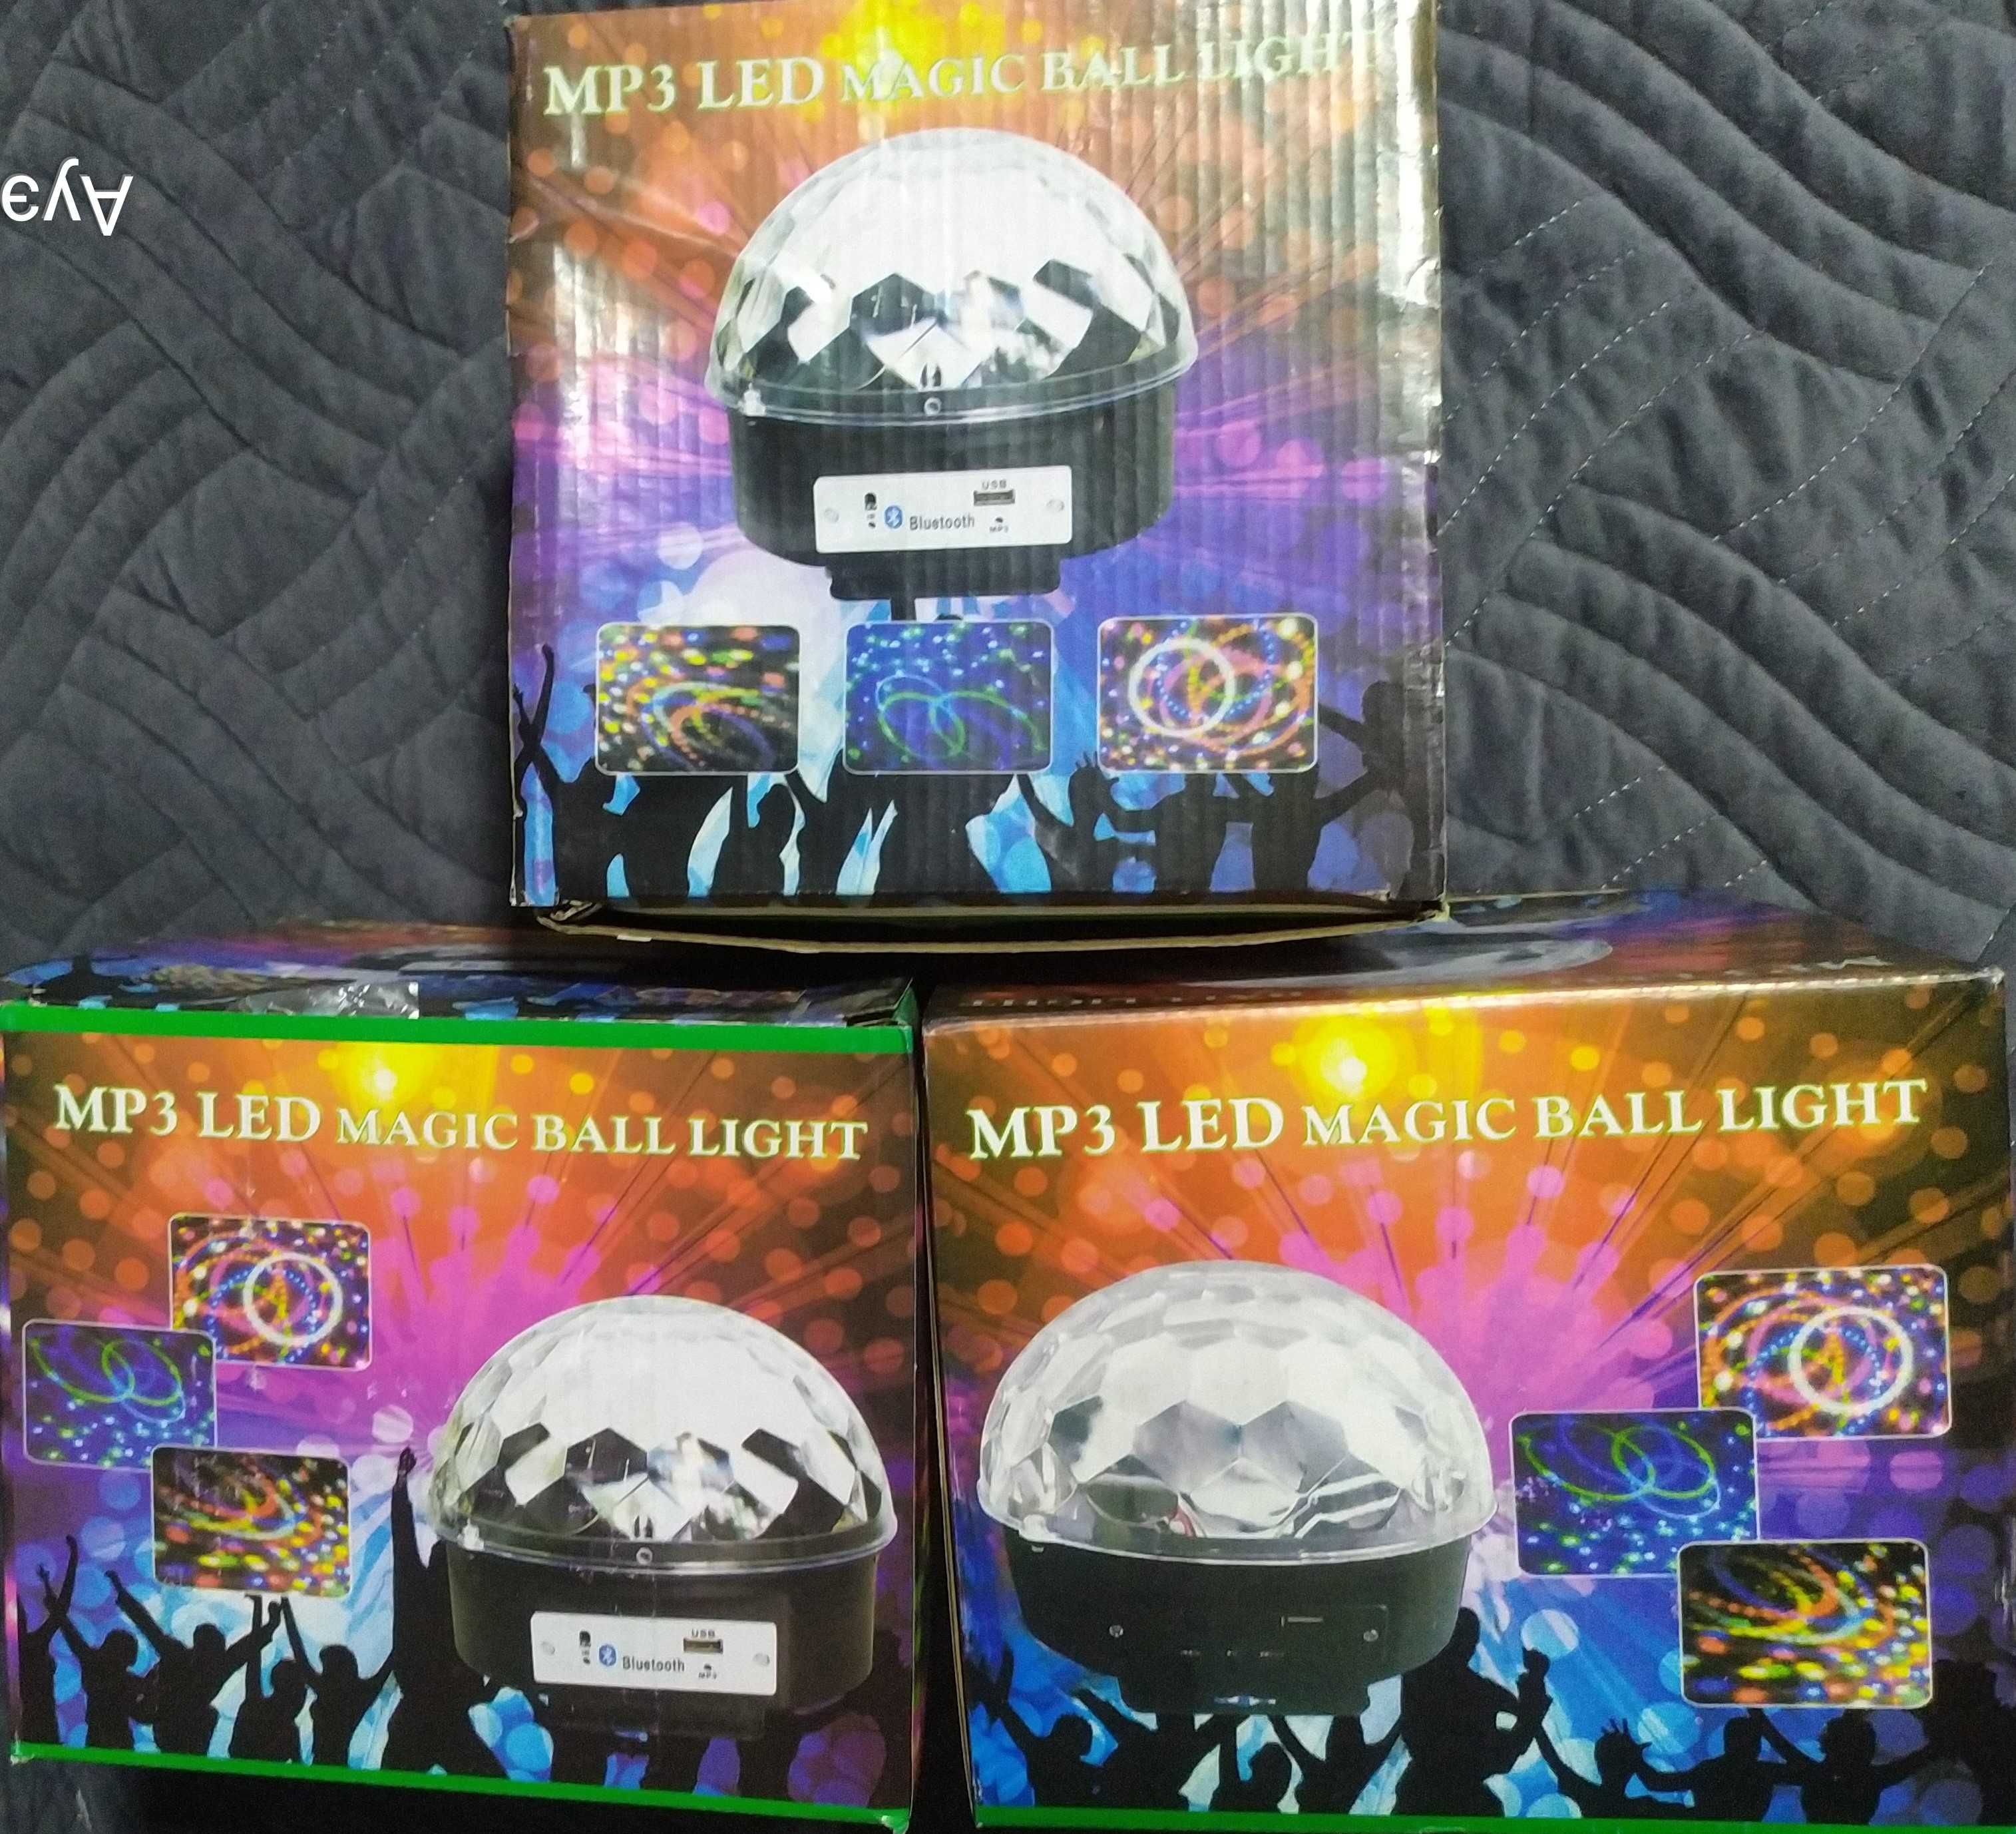 MP3 LED MAGIC BALL LIGHT
Ayэ
USB
Bluetooth
MP3
MP3 LED MAGIC BALL LIGHT
USB
Bluetooth
MP3
MP3 LED MAGIC BALL LIGHT